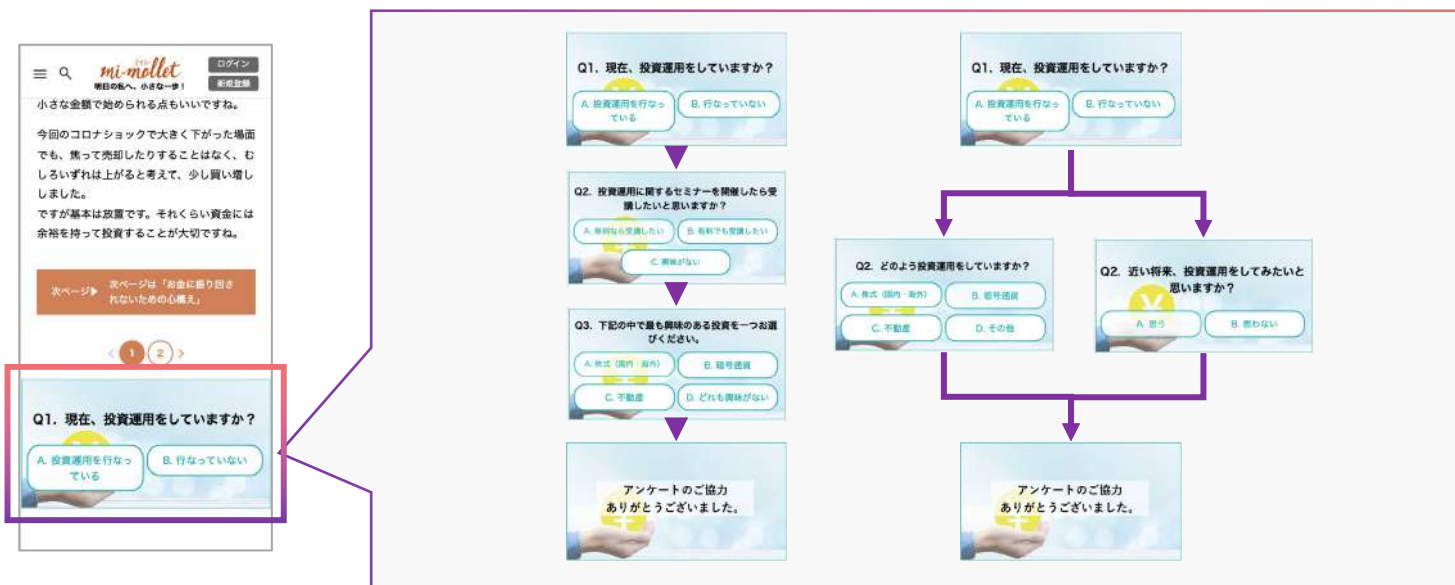 mi-mollet
明日の私へ、小さな一歩！
ログイン
新規登録
小さな金額で始められる点もいいですね。
今回のコロナショックで大きく下がった場面
でも、焦って売却したりすることはなく、む
しろいずれは上がると考えて、少し買い増し
しました。
ですが基本は放置です。それくらい資金には
余裕を持って投資することが大切ですね。
次ページ▶
次ページは「お金に振り回さ
れないための心構え」
< 1 2 >
Q1. 現在、投資運用をしていますか？
A. 投資運用を行なっ
ている
B. 行なっていない
Q1. 現在、投資運用をしていますか？
A. 投資運用を行なっ
ている
B. 行なっていない
Q2. 投資運用に関するセミナーを開催したら受
講したいと思いますか？
A. 無料なら受講したい
B. 有料でも受講したい
C. 興味がない
Q3. 下記の中で最も興味のある投資を一つお選
びください。
A. 株式（国内・海外）
B. 暗号通貨
C. 不動産
D. どれも興味がない
アンケートのご協力
ありがとうございました。
Q1. 現在、投資運用をしていますか？
A. 投資運用を行なっ
ている
B. 行なっていない
Q2. どのよう投資運用をしていますか？
A. 株式（国内・海外）
B. 暗号通貨
C. 不動産
D. その他
Q2. 近い将来、投資運用をしてみたいと
思いますか？
A. 思う
B. 思わない
アンケートのご協力
ありがとうございました。